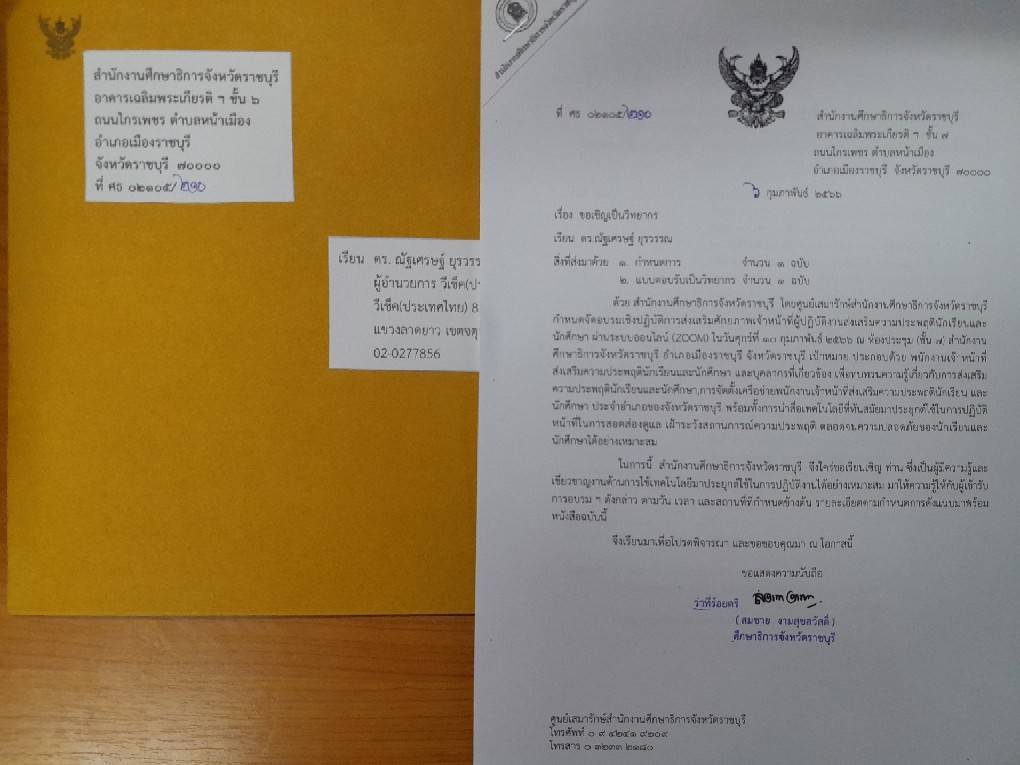 สำนักงานศึกษาธิการจังหวัดราชบุรี
อาคารเฉลิมพระเกียรติ ฯ ชั้น ๖
ถนนไกรเพชร ตำบลหน้าเมือง
อำเภอเมืองราชบุรี
จังหวัดราชบุรี ๗๐๐๐๐
ที่ ศธ ๐๒๑๐๕/๒๑๐
เรียน ดร. ณัฐเศรษฐ์ ยุรวรร
ผู้อำนวยการ วีเช็ค(ปร
วีเช็ค(ประเทศไทย) 8
แขวงลาดยาว เขตจตุ
02-0277856
ที่ ศธ ๐๒๑๐๕/๒๑๐
สำนักงานศึกษาธิการจังหวัดราชบุรี
อาคารเฉลิมพระเกียรติ ฯ ชั้น ๗
ถนนไกรเพชร ตำบลหน้าเมือง
อำเภอเมืองราชบุรี จังหวัดราชบุรี ๗๐๐๐๐
๖ กุมภาพันธ์ ๒๕๖๖
เรื่อง ขอเชิญเป็นวิทยากร
เรียน ดร.ณัฐเศรษฐ์ ยุรวรรณ
สิ่งที่ส่งมาด้วย ๑. กำหนดการ จำนวน ๑ ฉบับ
๒. แบบตอบรับเป็นวิทยากร จำนวน ๑ ฉบับ
ด้วย สำนักงานศึกษาธิการจังหวัดราชบุรี โดยศูนย์เสมารักษ์สำนักงานศึกษาธิการจังหวัดราชบุรี
กำหนดจัดอบรมเชิงปฏิบัติการส่งเสริมศักยภาพเจ้าหน้าที่ผู้ปฏิบัติงานส่งเสริมความประพฤตินักเรียนและ
นักศึกษา ผ่านระบบออนไลน์ (ZOOM) ในวันศุกร์ที่ ๑๐ กุมภาพันธ์ ๒๕๖๖ ณ ห้องประชุม (ชั้น ๗) สำนักงาน
ศึกษาธิการจังหวัดราชบุรี อำเภอเมืองราชบุรี จังหวัดราชบุรี เป้าหมาย ประกอบด้วย พนักงานเจ้าหน้าที่
ส่งเสริมความประพฤตินักเรียนและนักศึกษา และบุคลากรที่เกี่ยวข้อง เพื่อทบทวนความรู้เกี่ยวกับการส่งเสริม
ความประพฤตินักเรียนและนักศึกษา,การจัดตั้งเครือข่ายพนักงานเจ้าหน้าที่ส่งเสริมความประพฤตินักเรียน และ
นักศึกษา ประจำอำเภอของจังหวัดราชบุรี พร้อมทั้งการนำสื่อเทคโนโลยีที่ทันสมัยมาประยุกต์ใช้ในการปฏิบัติ
หน้าที่ในการสอดส่องดูแล เฝ้าระวังสถานการณ์ความประพฤติ ตลอดจนความปลอดภัยของนักเรียนและ
นักศึกษาได้อย่างเหมาะสม
ในการนี้ สำนักงานศึกษาธิการจังหวัดราชบุรี จึงใคร่ขอเรียนเชิญ ท่าน ซึ่งเป็นผู้มีความรู้และ
เชี่ยวชาญงานด้านการใช้เทคโนโลยีมาประยุกต์ใช้ในการปฏิบัติงานได้อย่างเหมาะสม มาให้ความรู้ให้กับผู้เข้ารับ
การอบรม ฯ ดังกล่าว ตามวัน เวลา และสถานที่ที่กำหนดข้างต้น รายละเอียดตามกำหนดการดังแนบมาพร้อม
หนังสือฉบับนี้
จึงเรียนมาเพื่อโปรดพิจารณา และขอขอบคุณมา ณ โอกาสนี้
ขอแสดงความนับถือ
ว่าที่ร้อยตรี
(สมชาย งามสุขสวัสดิ์)
ศึกษาธิการจังหวัดราชบุรี
ศูนย์เสมารักษ์สำนักงานศึกษาธิการจังหวัดราชบุรี
โทรศัพท์ ๐ ๙๔๒๔๑ ๙๒๐๙
โทรสาร ๐ ๓๒๓๓ ๒๑๘๐